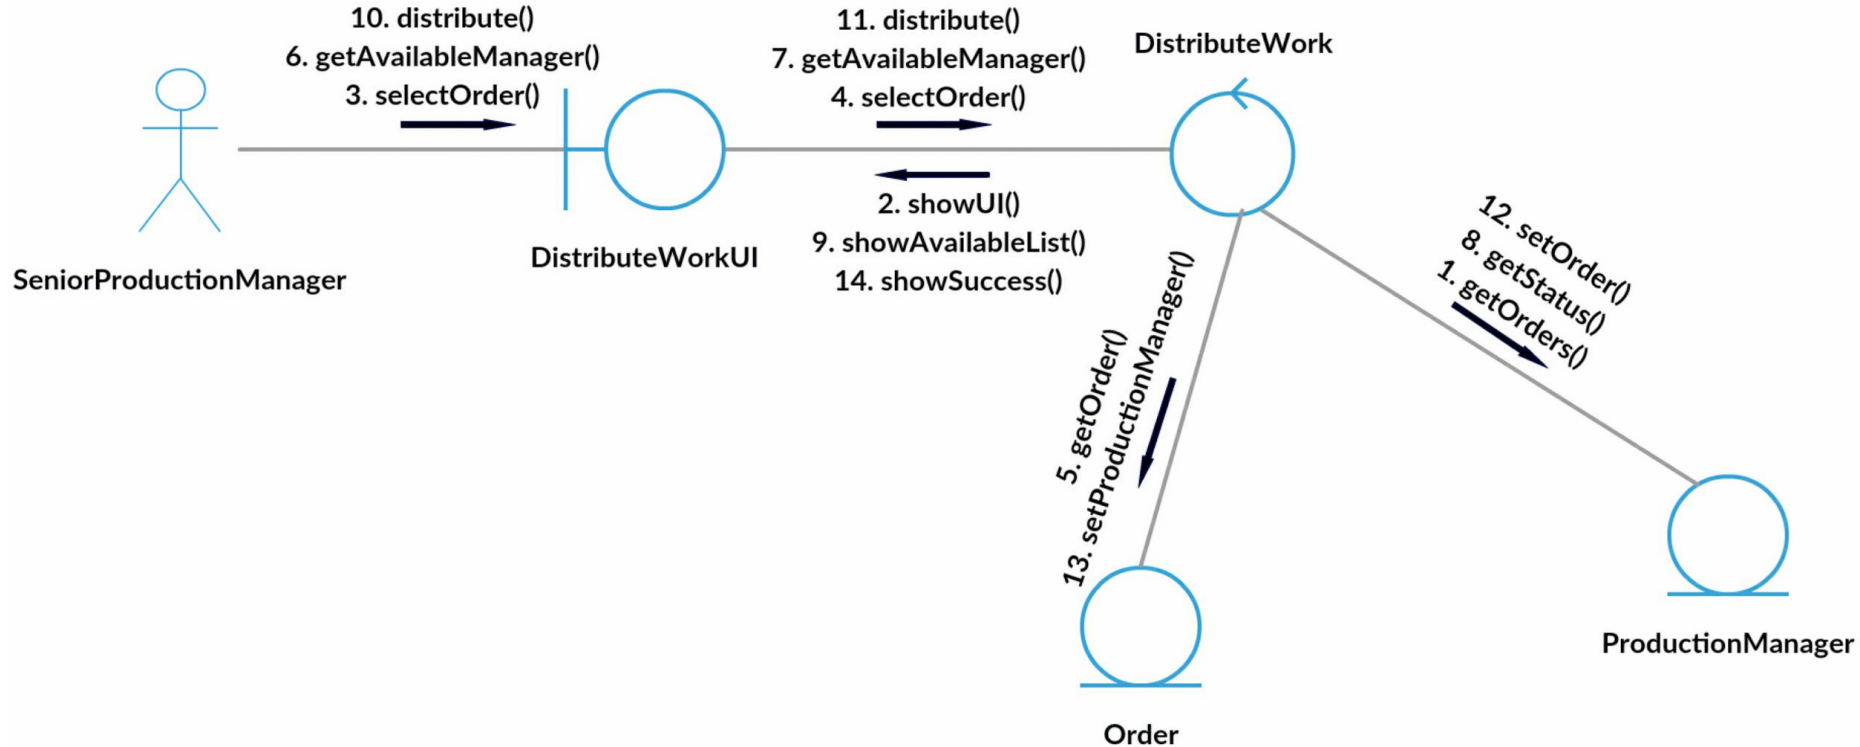 10. distribute()
6. getAvailableManager()
3. selectOrder()
11. distribute()
7. getAvailableManager()
4. selectOrder()
DistributeWork
2. showUI()
9. showAvailableList()
14. showSuccess()
DistributeWorkUI
SeniorProductionManager
12. setOrder()
8. getStatus()
1. getOrders()
5. getOrder()
13. setProductionManager()
ProductionManager
Order